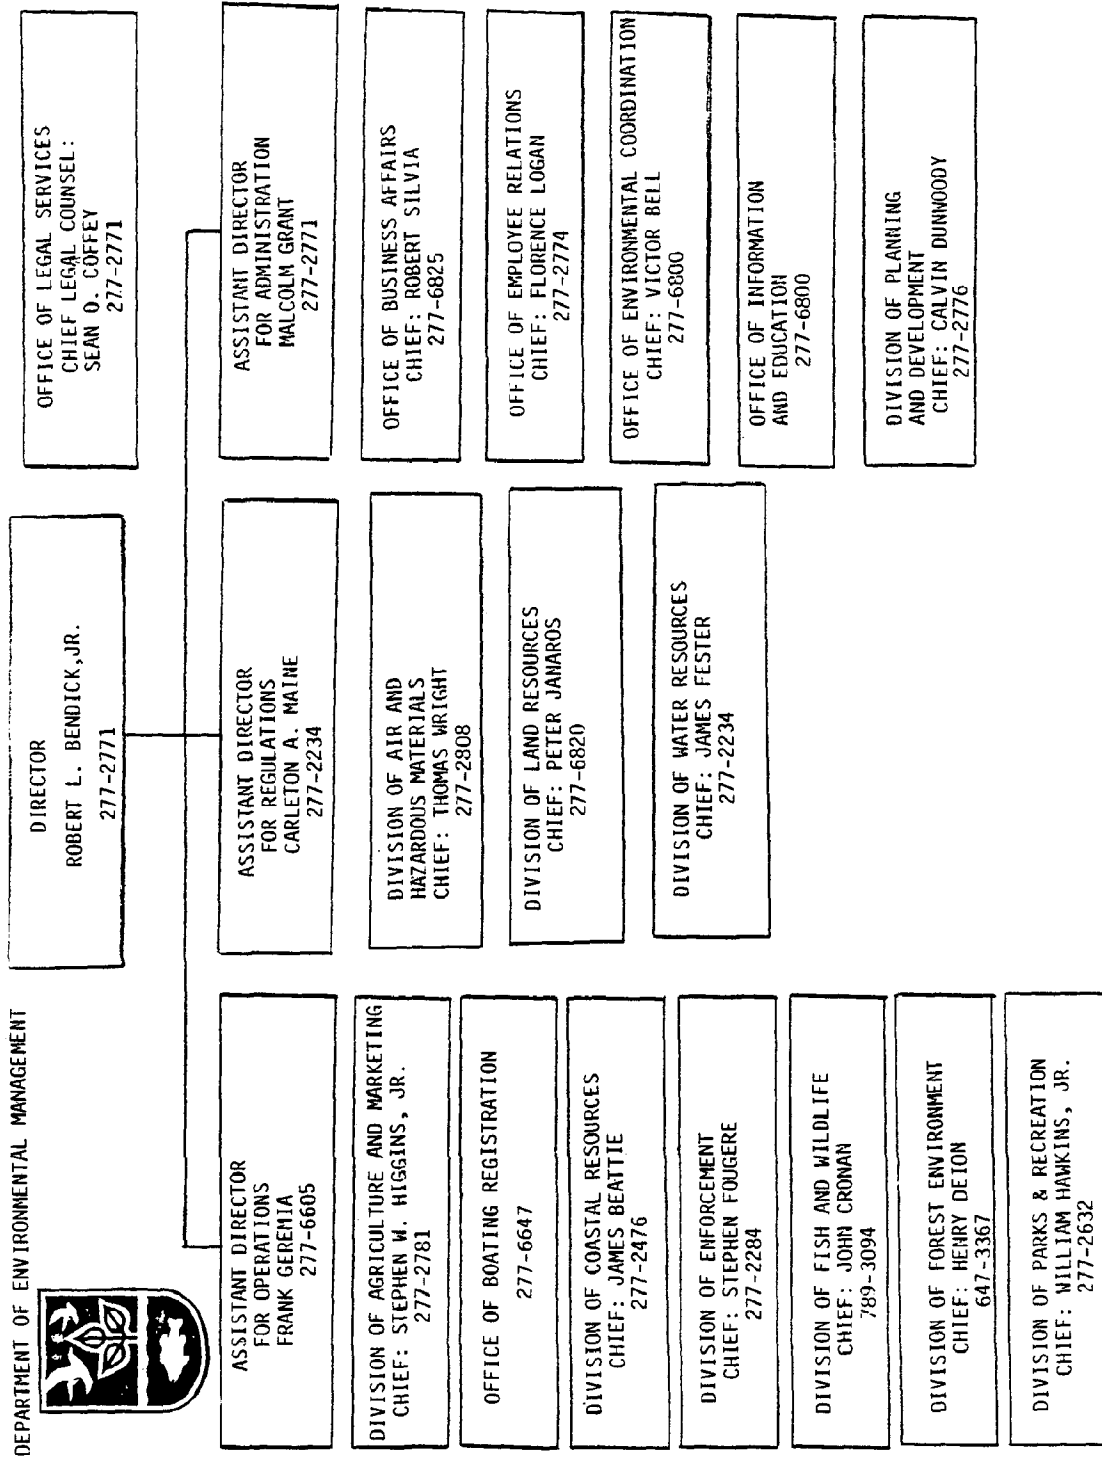 DEPARTMENT OF ENVIRONMENTAL MANAGEMENT
DIRECTOR
ROBERT L. BENDICK,JR.
277-2771
OFFICE OF LEGAL SERVICES
CHIEF LEGAL COUNSEL:
SEAN O. COFFEY
277-2771
ASSISTANT DIRECTOR
FOR OPERATIONS
FRANK GEREMIA
277-6605
DIVISION OF AGRICULTURE AND MARKETING
CHIEF: STEPHEN W. HIGGINS, JR.
277-2781
OFFICE OF BOATING REGISTRATION
277-6647
DIVISION OF COASTAL RESOURCES
CHIEF: JAMES BEATTIE
277-2476
DIVISION OF ENFORCEMENT
CHIEF: STEPHEN FOUGERE
277-2284
DIVISION OF FISH AND WILDLIFE
CHIEF: JOHN CRONAN
789-3094
DIVISION OF FOREST ENVIRONMENT
CHIEF: HENRY DEION
647-3367
DIVISION OF PARKS & RECREATION
CHIEF: WILLIAM HAWKINS, JR.
277-2632
ASSISTANT DIRECTOR
FOR REGULATIONS
CARLETON A. MAINE
277-2234
DIVISION OF AIR AND
HAZARDOUS MATERIALS
CHIEF: THOMAS WRIGHT
277-2808
DIVISION OF LAND RESOURCES
CHIEF: PETER JANAROS
277-6820
DIVISION OF WATER RESOURCES
CHIEF: JAMES FESTER
277-2234
ASSISTANT DIRECTOR
FOR ADMINISTRATION
MALCOLM GRANT
277-2771
OFFICE OF BUSINESS AFFAIRS
CHIEF: ROBERT SILVIA
277-6825
OFFICE OF EMPLOYEE RELATIONS
CHIEF: FLORENCE LOGAN
277-2774
OFFICE OF ENVIRONMENTAL COORDINATION
CHIEF: VICTOR BELL
277-6800
OFFICE OF INFORMATION
AND EDUCATION
277-6800
DIVISION OF PLANNING
AND DEVELOPMENT
CHIEF: CALVIN DUNWOODY
277-2776